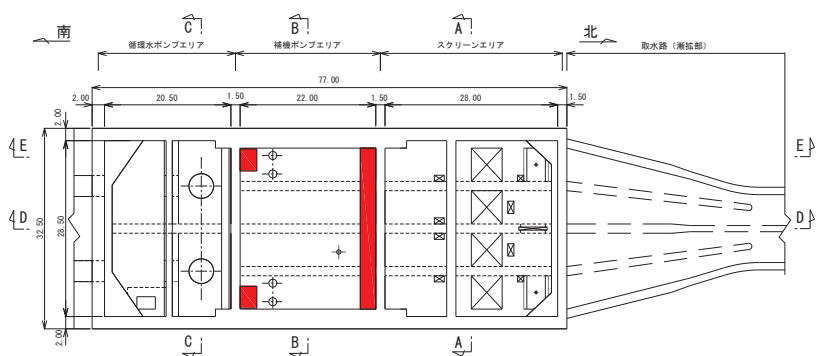 C B A
南 北
循環水ポンプエリア 補機ポンプエリア スクリーンエリア 取水路（漸拡部）
77.00
2.00 20.50 1.50 22.00 1.50 28.00 1.50
2.00
E E
32.50 28.50
D D
2.00
C B A